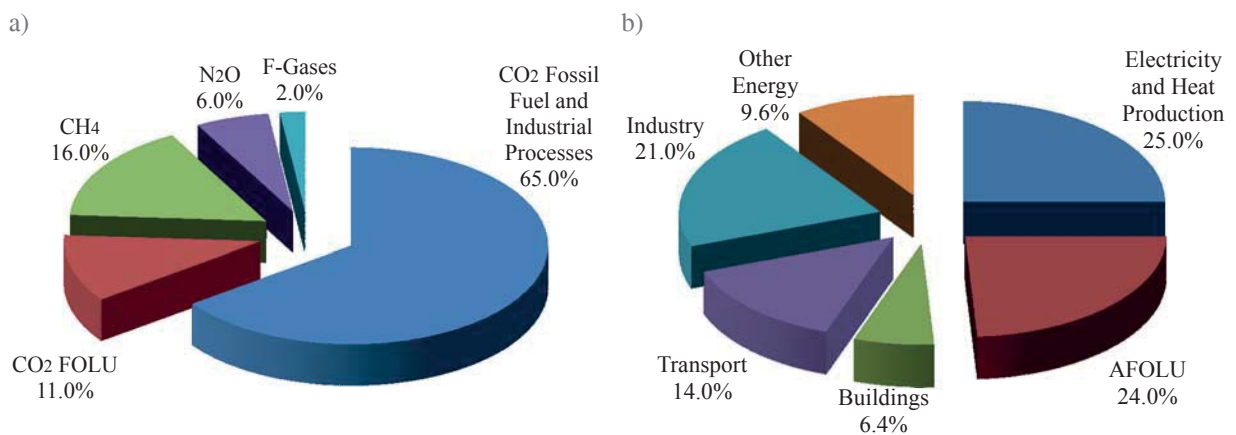 a)
N2O
6.0%
F-Gases
2.0%
CH4
16.0%
CO2 Fossil
Fuel and
Industrial
Processes
65.0%
CO2 FOLU
11.0%
b)
Other
Energy
9.6%
Electricity
and Heat
Production
25.0%
Industry
21.0%
Transport
14.0%
Buildings
6.4%
AFOLU
24.0%